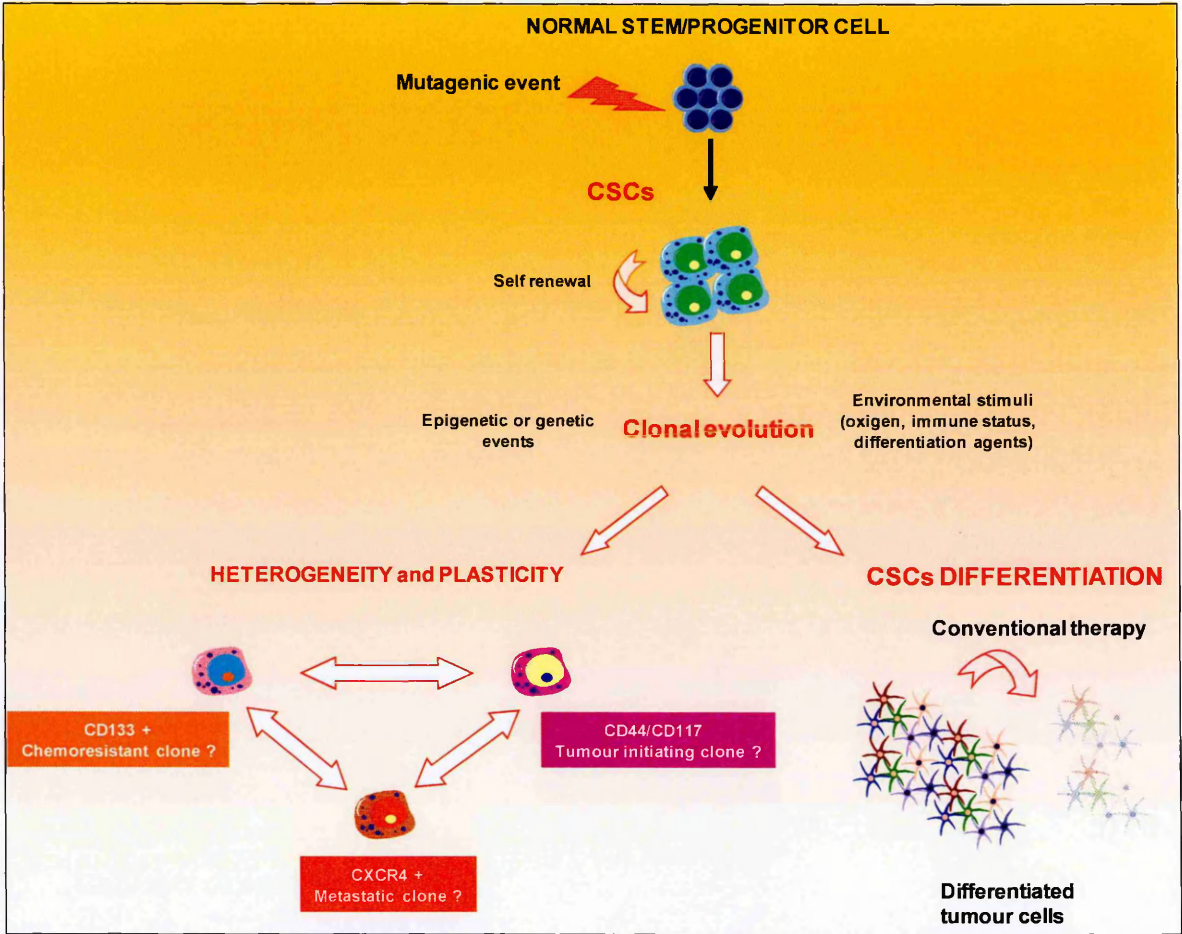 NORMAL STEM/PROGENITOR CELL
Mutagenic event
CSCs
Self renewal
Epigenetic or genetic
events
Clonal evolution
Environmental stimuli
(oxigen, immune status,
differentiation agents)
HETEROGENEITY and PLASTICITY
CSCs DIFFERENTIATION
Conventional therapy
CD133 +
Chemoresistant clone ?
CD44/CD117
Tumour initiating clone ?
CXCR4 +
Metastatic clone ?
Differentiated
tumour cells